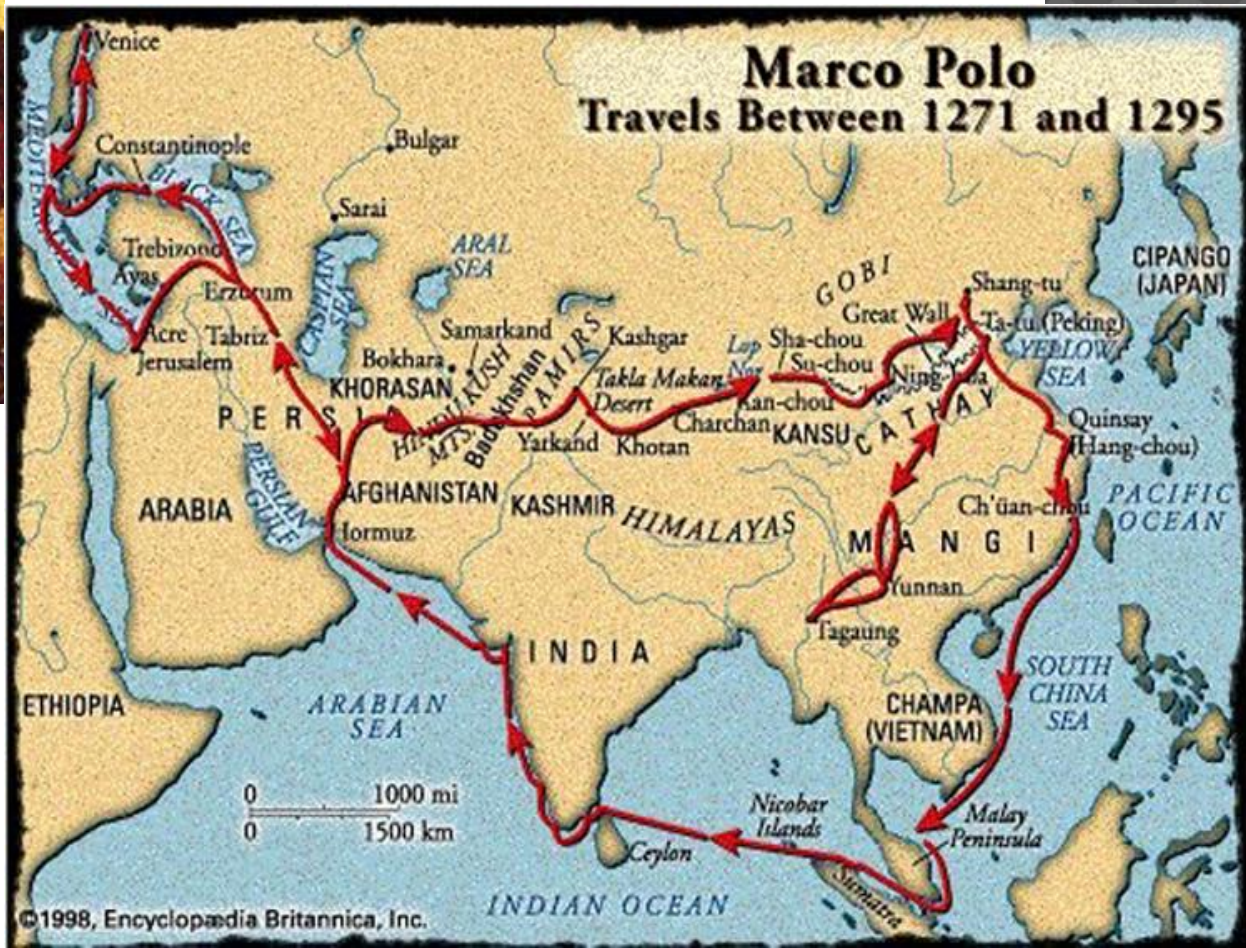 Marco Polo
Travels Between 1271 and 1295
Venice
Constantinople
BLACK SEA
Bulgar
Sarai
Trebizond
Ayas
Erzurum
CASPIAN
SEA
ARAL
SEA
Acre
Jerusalem
Tabriz
Samarkand
Bokhara
KHORASAN
PERSIA
HINDU KUSH
MTS.
Badakhshan
PAMIRS
Kashgar
Takla Makan
Desert
Yarkand
Khotan
Charchan
Lop
Nor
Sha-chou
Su-chou
Kan-chou
KANSU
GOBI
Great Wall
Shang-tu
Ta-tu (Peking)
Ning-
CATHAY
YELLOW
SEA
CIPANGO
(JAPAN)
Quinsay
(Hang-chou)
Ch'üan-chou
PACIFIC
OCEAN
ARABIA
PERSIAN
GULF
Hormuz
AFGHANISTAN
KASHMIR
HIMALAYAS
MANGI
Yunnan
Tagaung
INDIA
ETHIOPIA
ARABIAN
SEA
CHAMPA
(VIETNAM)
SOUTH
CHINA
SEA
0 1000 mi
0 1500 km
Nicobar
Islands
Malay
Peninsula
Ceylon
Sumatra
INDIAN OCEAN
©1998, Encyclopædia Britannica, Inc.